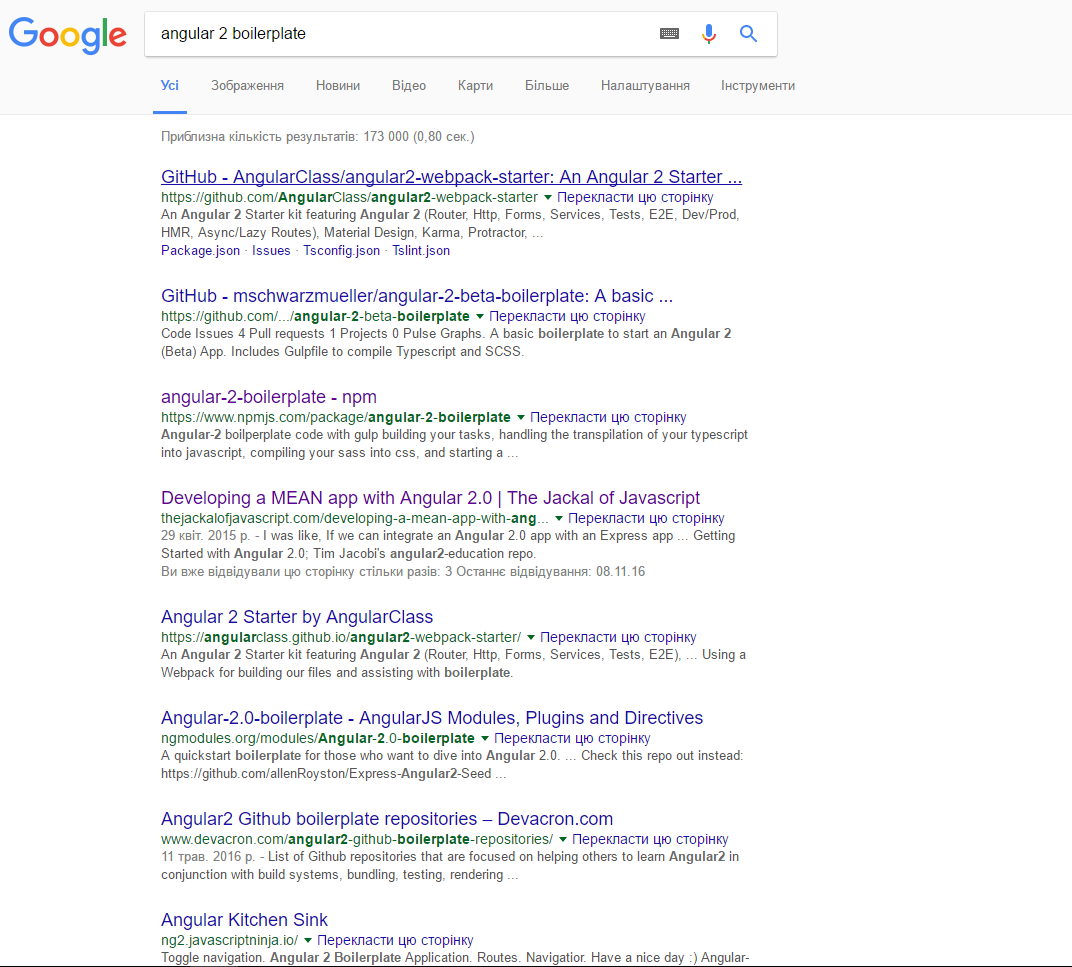 Google
angular 2 boilerplate
Усі Зображення Новини Відео Карти Більше Налаштування Інструменти
Приблизна кількість результатів: 173 000 (0,80 сек.)
GitHub - AngularClass/angular2-webpack-starter: An Angular 2 Starter ...
https://github.com/AngularClass/angular2-webpack-starter Перекласти цю сторінку
An Angular 2 Starter kit featuring Angular 2 (Router, Http, Forms, Services, Tests, E2E, Dev/Prod,
HMR, Async/Lazy Routes), Material Design, Karma, Protractor, ...
Package.json · Issues · Tsconfig.json · Tslint.json
GitHub - mschwarzmueller/angular-2-beta-boilerplate: A basic ...
https://github.com/.../angular-2-beta-boilerplate Перекласти цю сторінку
Code Issues 4 Pull requests 1 Projects 0 Pulse Graphs. A basic boilerplate to start an Angular 2
(Beta) App. Includes Gulpfile to compile Typescript and SCSS.
angular-2-boilerplate - npm
https://www.npmjs.com/package/angular-2-boilerplate Перекласти цю сторінку
Angular-2 boilperplate code with gulp building your tasks, handling the transpilation of your typescript
into javascript, compiling your sass into css, and starting a ...
Developing a MEAN app with Angular 2.0 | The Jackal of Javascript
thejackalofjavascript.com/developing-a-mean-app-with-ang... Перекласти цю сторінку
29 квіт. 2015 р. - I was like, If we can integrate an Angular 2.0 app with an Express app ... Getting
Started with Angular 2.0; Tim Jacobi's angular2-education repo.
Ви вже відвідували цю сторінку стільки разів: 3 Останнє відвідування: 08.11.16
Angular 2 Starter by AngularClass
https://angularclass.github.io/angular2-webpack-starter/ Перекласти цю сторінку
An Angular 2 Starter kit featuring Angular 2 (Router, Http, Forms, Services, Tests, E2E), ... Using a
Webpack for building our files and assisting with boilerplate.
Angular-2.0-boilerplate - AngularJS Modules, Plugins and Directives
ngmodules.org/modules/Angular-2.0-boilerplate Перекласти цю сторінку
A quickstart boilerplate for those who want to dive into Angular 2.0. ... Check this repo out instead:
https://github.com/allenRoyston/Express-Angular2-Seed ...
Angular2 Github boilerplate repositories – Devacron.com
www.devacron.com/angular2-github-boilerplate-repositories/ Перекласти цю сторінку
11 трав. 2016 р. - List of Github repositories that are focused on helping others to learn Angular2 in
conjunction with build systems, bundling, testing, rendering ...
Angular Kitchen Sink
ng2.javascriptninja.io/ Перекласти цю сторінку
Toggle navigation. Angular 2 Boilerplate Application. Routes. Navigatior. Have a nice day :) Angular-